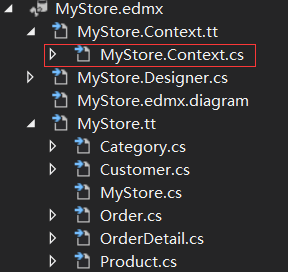 MyStore.edmx
MyStore.Context.tt
MyStore.Context.cs
MyStore.Designer.cs
MyStore.edmx.diagram
MyStore.tt
Category.cs
Customer.cs
MyStore.cs
Order.cs
OrderDetail.cs
Product.cs